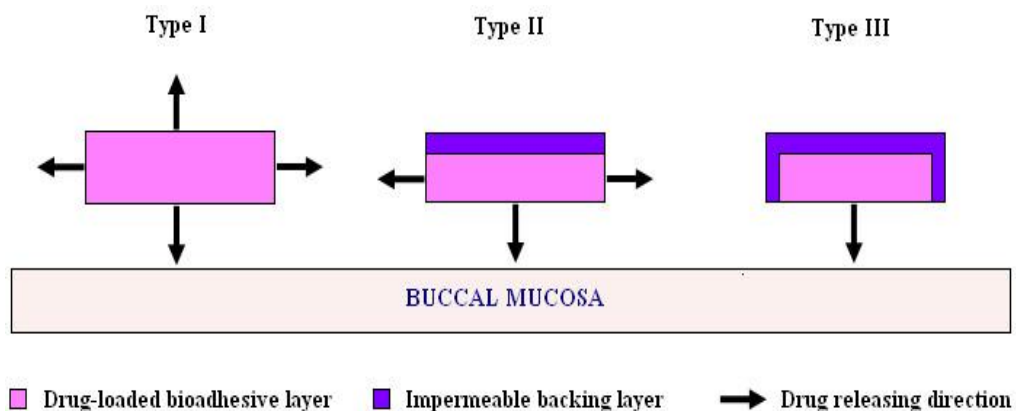 Type I
Type II
Type III
BUCCAL MUCOSA
Drug-loaded bioadhesive layer
Impermeable backing layer
Drug releasing direction